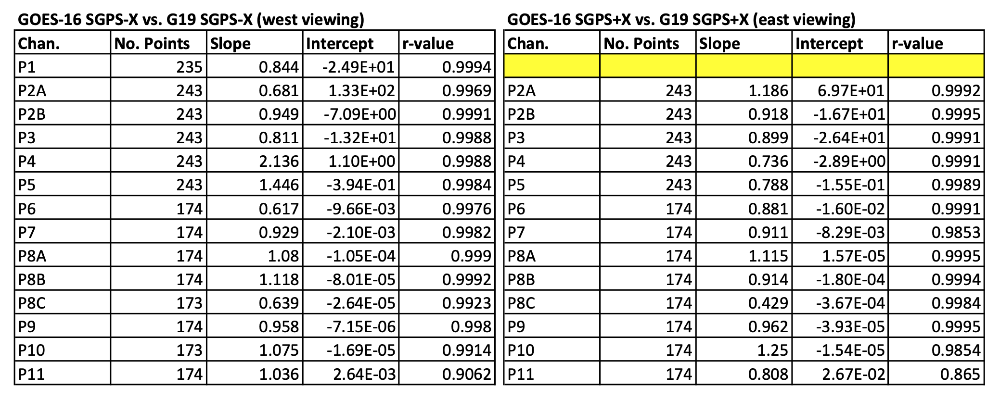 GOES-16 SGPS-X vs. G19 SGPS-X (west viewing)
Chan. No. Points Slope Intercept r-value
P1 235 0.844 -2.49E+01 0.9994
P2A 243 0.681 1.33E+02 0.9969
P2B 243 0.949 -7.09E+00 0.9991
P3 243 0.811 -1.32E+01 0.9988
P4 243 2.136 1.10E+00 0.9988
P5 243 1.446 -3.94E-01 0.9984
P6 174 0.617 -9.66E-03 0.9976
P7 174 0.929 -2.10E-03 0.9982
P8A 174 1.08 -1.05E-04 0.999
P8B 174 1.118 -8.01E-05 0.9992
P8C 173 0.639 -2.64E-05 0.9923
P9 174 0.958 -7.15E-06 0.998
P10 173 1.075 -1.69E-05 0.9914
P11 174 1.036 2.64E-03 0.9062
GOES-16 SGPS+X vs. G19 SGPS+X (east viewing)
Chan. No. Points Slope Intercept r-value
P2A 243 1.186 6.97E+01 0.9992
P2B 243 0.918 -1.67E+01 0.9995
P3 243 0.899 -2.64E+01 0.9991
P4 243 0.736 -2.89E+00 0.9991
P5 243 0.788 -1.55E-01 0.9989
P6 174 0.881 -1.60E-02 0.9991
P7 174 0.911 -8.29E-03 0.9853
P8A 174 1.115 1.57E-05 0.9995
P8B 174 0.914 -1.80E-04 0.9994
P8C 174 0.429 -3.67E-04 0.9984
P9 174 0.962 -3.93E-05 0.9995
P10 174 1.25 -1.54E-05 0.9854
P11 174 0.808 2.67E-02 0.865